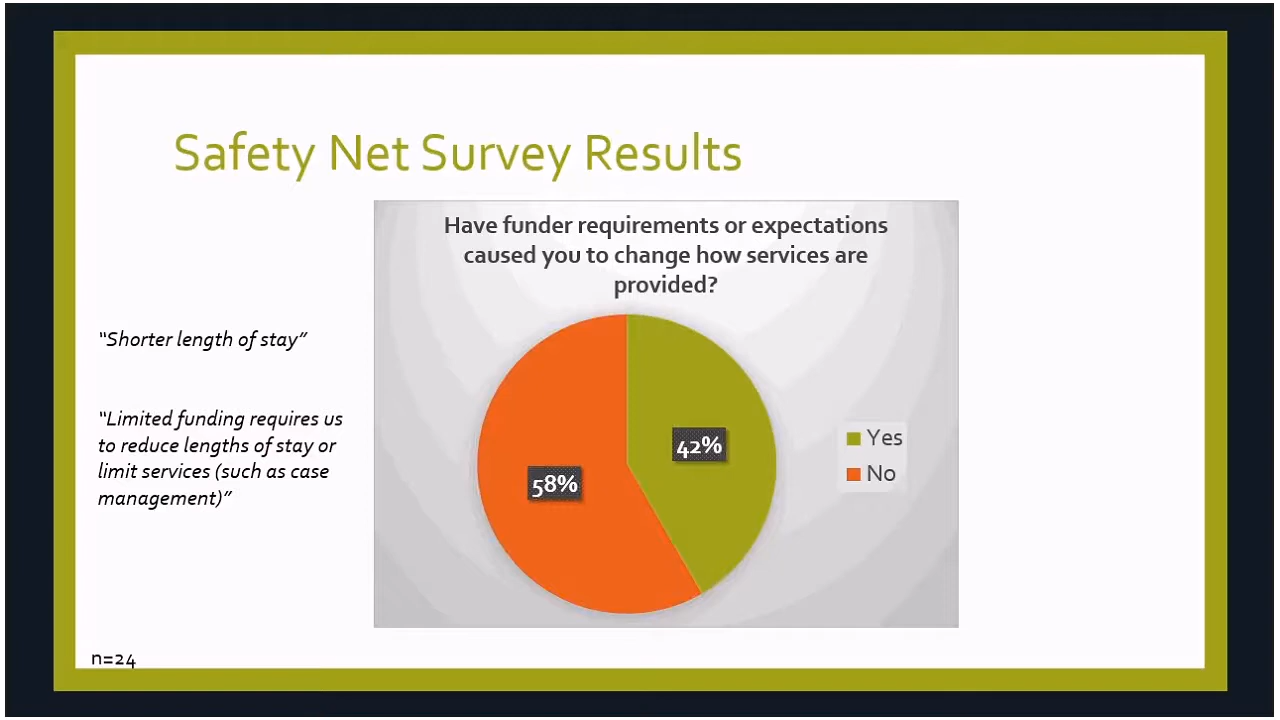 Safety Net Survey Results
Have funder requirements or expectations
caused you to change how services are
provided?
“Shorter length of stay”
“Limited funding requires us
to reduce lengths of stay or
limit services (such as case
management)”
42%
58%
Yes
No
n=24